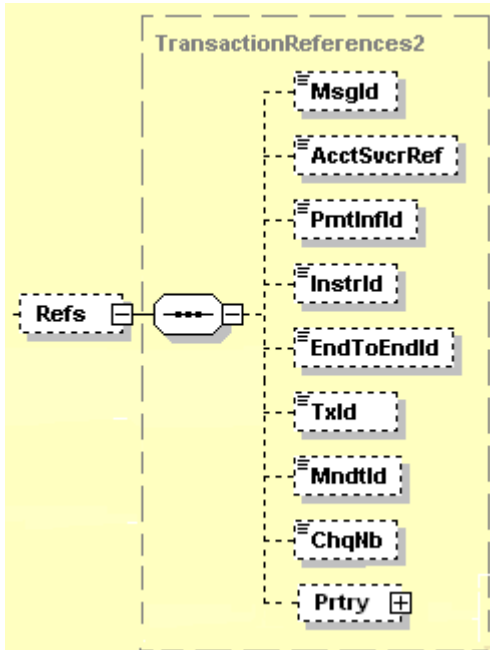 TransactionReferences2
MsgId
AcctSvcrRef
PmtInfId
InstrId
Refs
EndToEndId
TxId
MndtId
ChqNb
Prtry